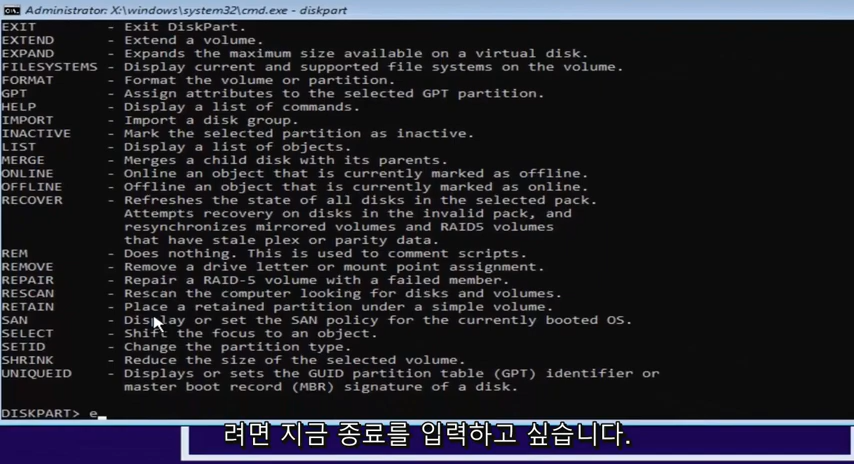 Administrator: X:\windows\system32\cmd.exe - diskpart
EXIT - Exit DiskPart.
EXTEND - Extend a volume.
EXPAND - Expands the maximum size available on a virtual disk.
FILESYSTEMS - Display current and supported file systems on the volume.
FORMAT - Format the volume or partition.
GPT - Assign attributes to the selected GPT partition.
HELP - Display a list of commands.
IMPORT - Import a disk group.
INACTIVE - Mark the selected partition as inactive.
LIST - Display a list of objects.
MERGE - Merges a child disk with its parents.
ONLINE - Online an object that is currently marked as offline.
OFFLINE - Offline an object that is currently marked as online.
RECOVER - Refreshes the state of all disks in the selected pack.
Attempts recovery on disks in the invalid pack, and
resynchronizes mirrored volumes and RAID5 volumes
that have stale plex or parity data.
REM - Does nothing. This is used to comment scripts.
REMOVE - Remove a drive letter or mount point assignment.
REPAIR - Repair a RAID-5 volume with a failed member.
RESCAN - Rescan the computer looking for disks and volumes.
RETAIN - Place a retained partition under a simple volume.
SAN - Display or set the SAN policy for the currently booted OS.
SELECT - Shift the focus to an object.
SETID - Change the partition type.
SHRINK - Reduce the size of the selected volume.
UNIQUEID - Displays or sets the GUID partition table (GPT) identifier or
master boot record (MBR) signature of a disk.
DISKPART> e_
려면 지금 종료를 입력하고 싶습니다.